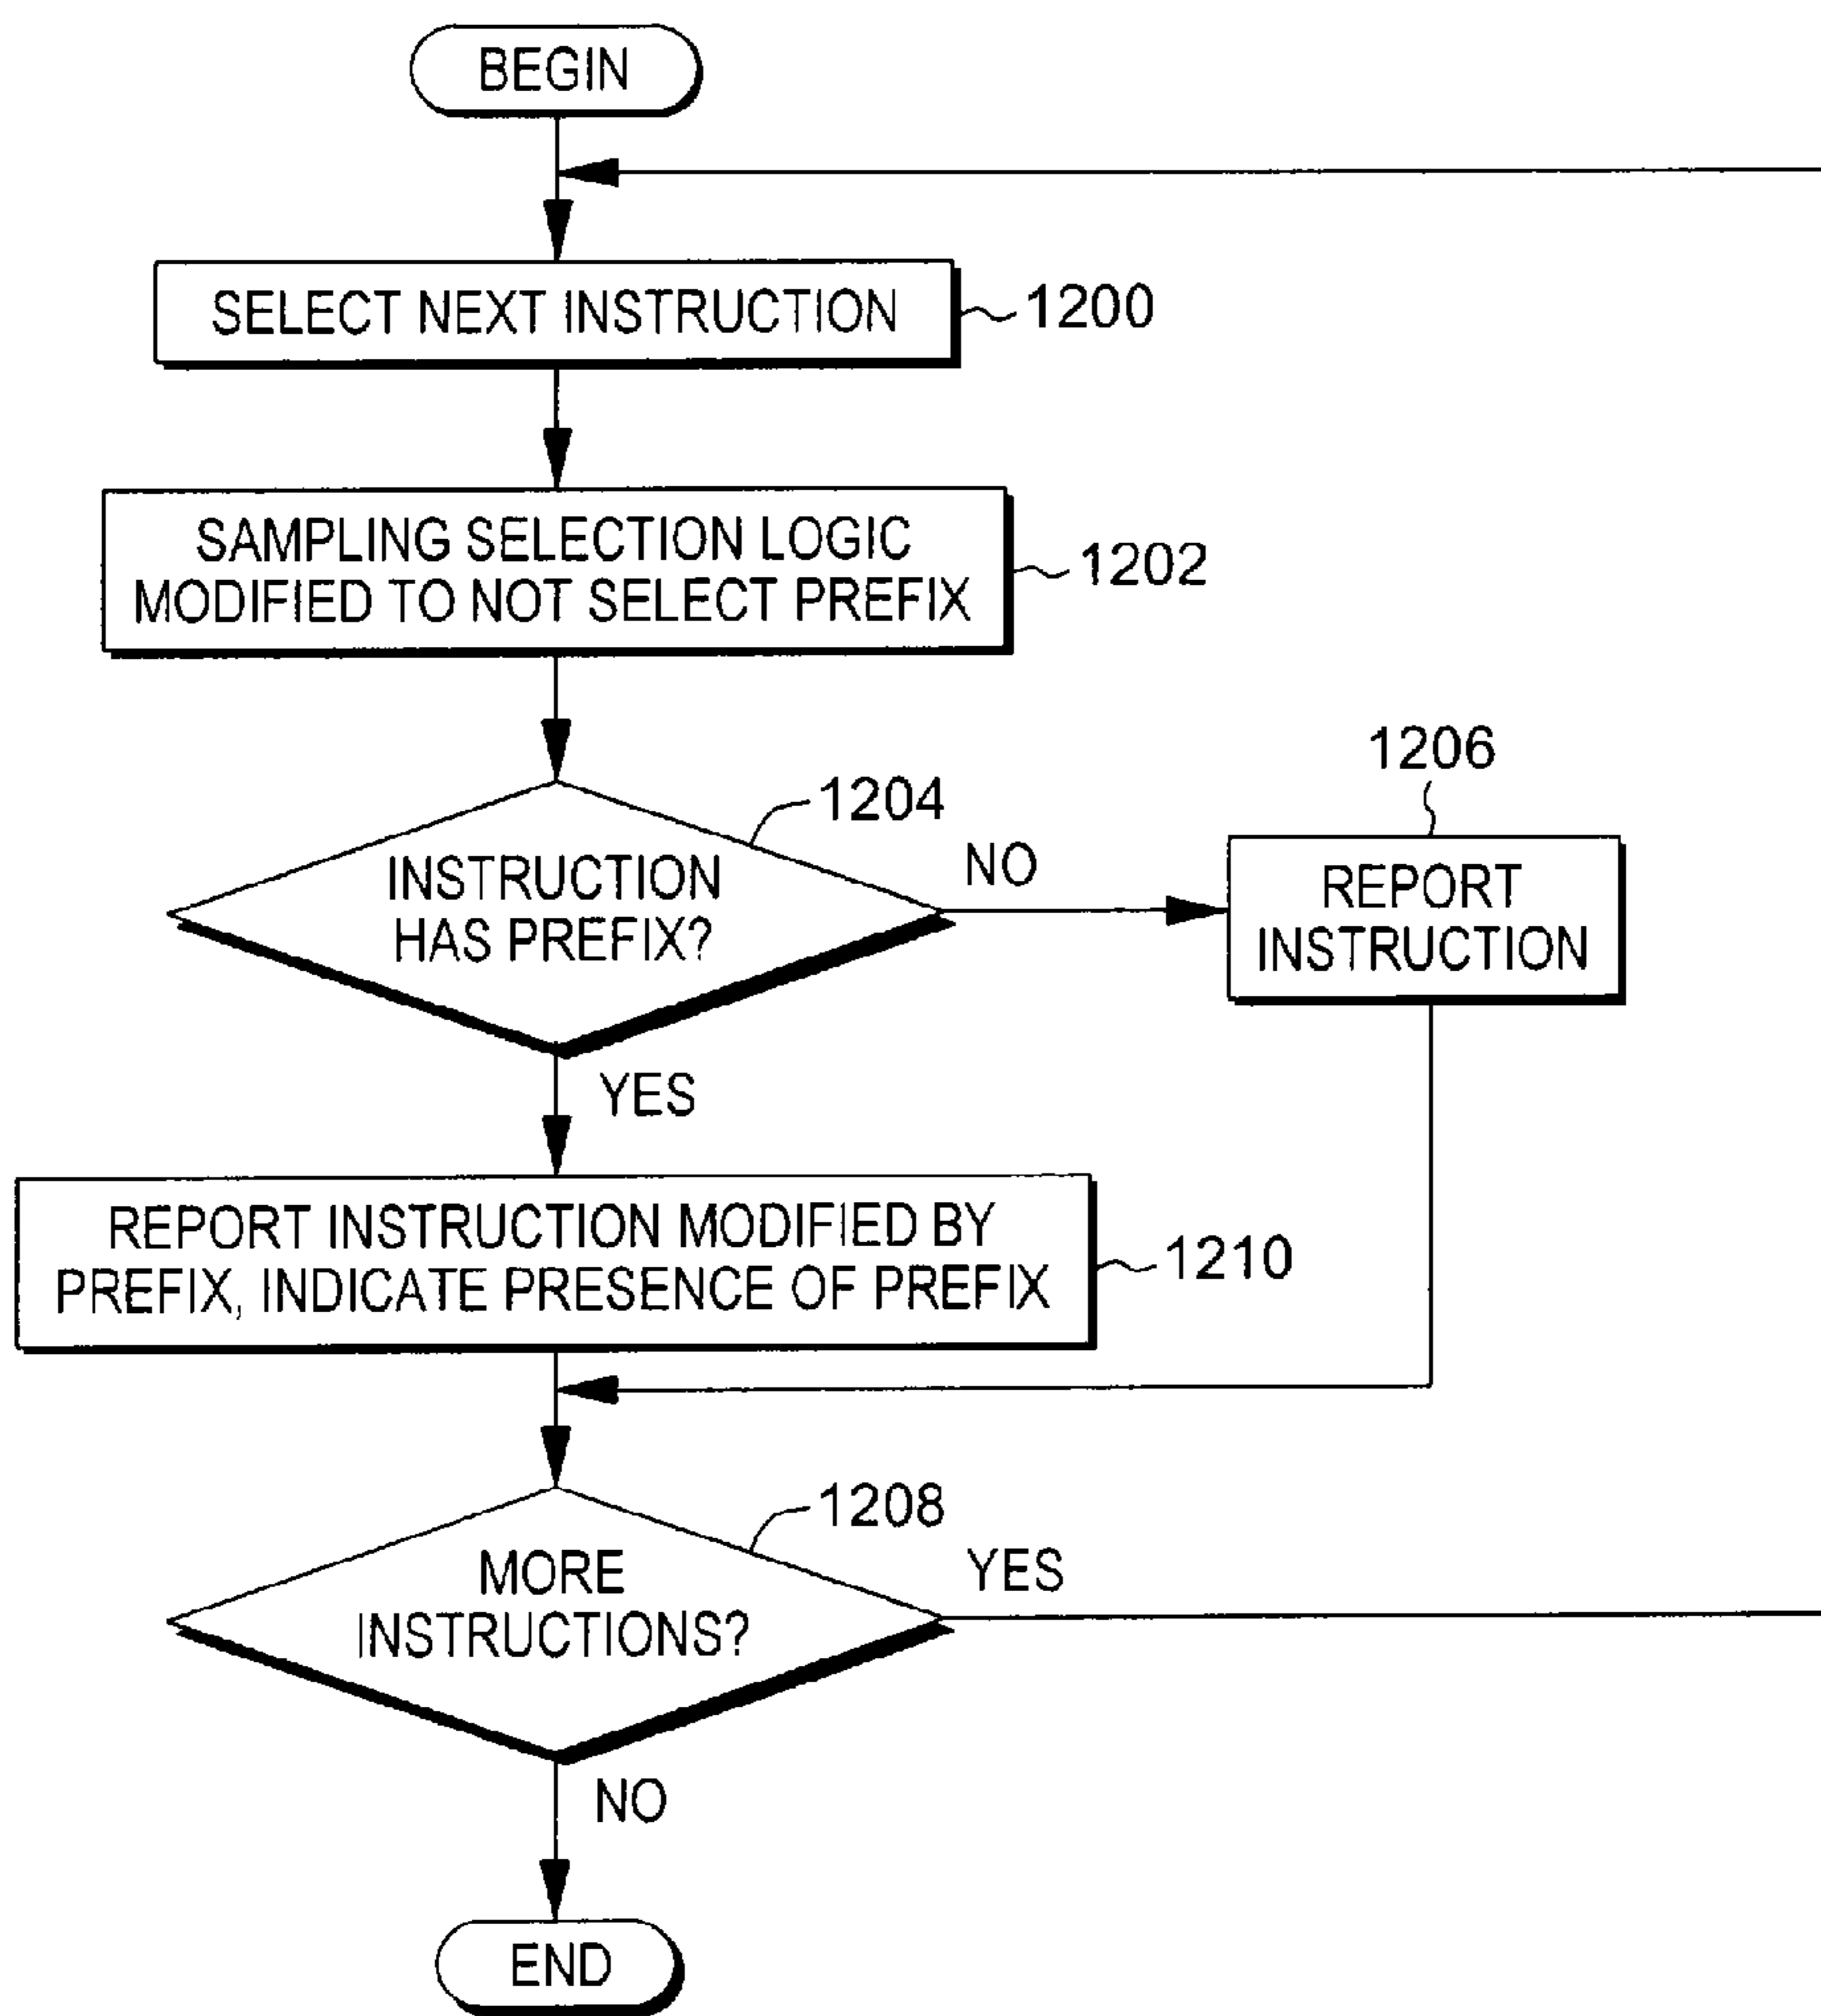 BEGIN
SELECT NEXT INSTRUCTION
1200
SAMPLING SELECTION LOGIC
MODIFIED TO NOT SELECT PREFIX
1202
1204
INSTRUCTION
HAS PREFIX?
NO
1206
REPORT
INSTRUCTION
YES
REPORT INSTRUCTION MODIFIED BY
PREFIX, INDICATE PRESENCE OF PREFIX
1210
1208
MORE
INSTRUCTIONS?
YES
NO
END